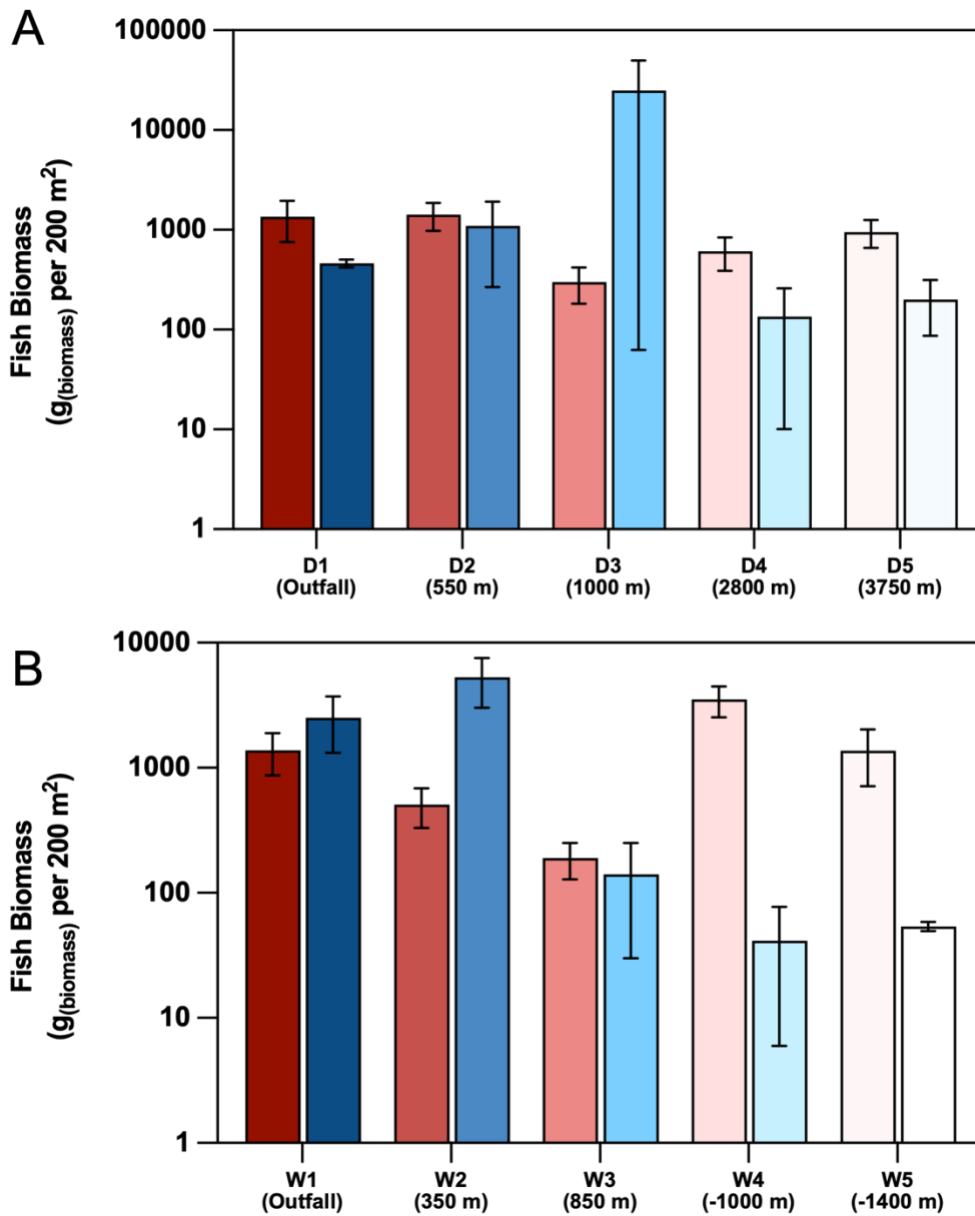 A
Fish Biomass
(g(biomass) per 200 m²)
100000
10000
1000
100
10
1
D1
(Outfall)
D2
(550 m)
D3
(1000 m)
D4
(2800 m)
D5
(3750 m)
B
Fish Biomass
(g(biomass) per 200 m²)
10000
1000
100
10
1
W1
(Outfall)
W2
(350 m)
W3
(850 m)
W4
(-1000 m)
W5
(-1400 m)